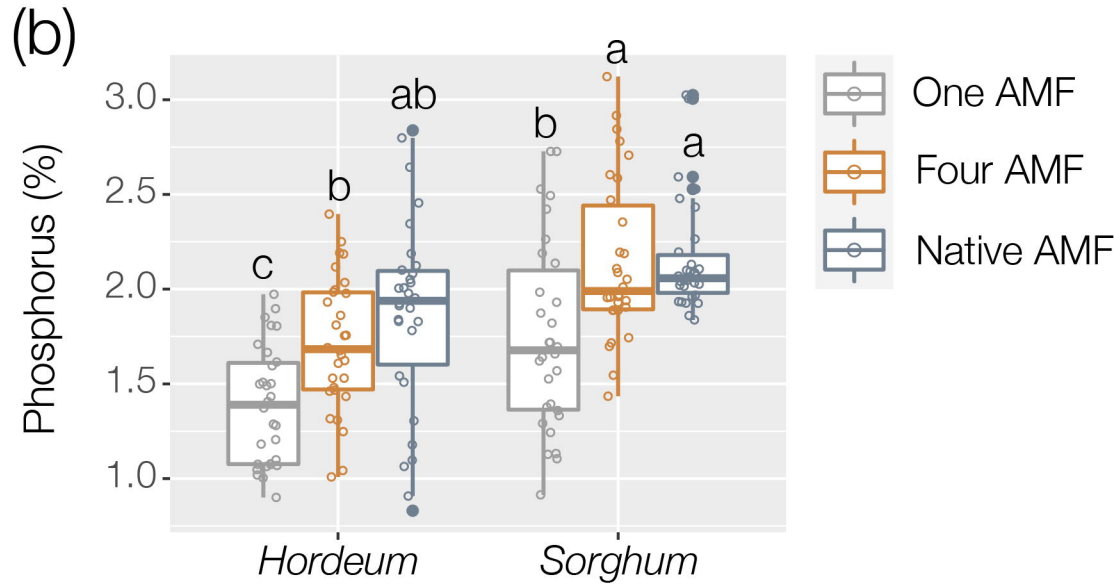 (b)
Phosphorus (%)
3.0
2.5
2.0
1.5
1.0
c
b
ab
b
a
a
Hordeum
Sorghum
One AMF
Four AMF
Native AMF